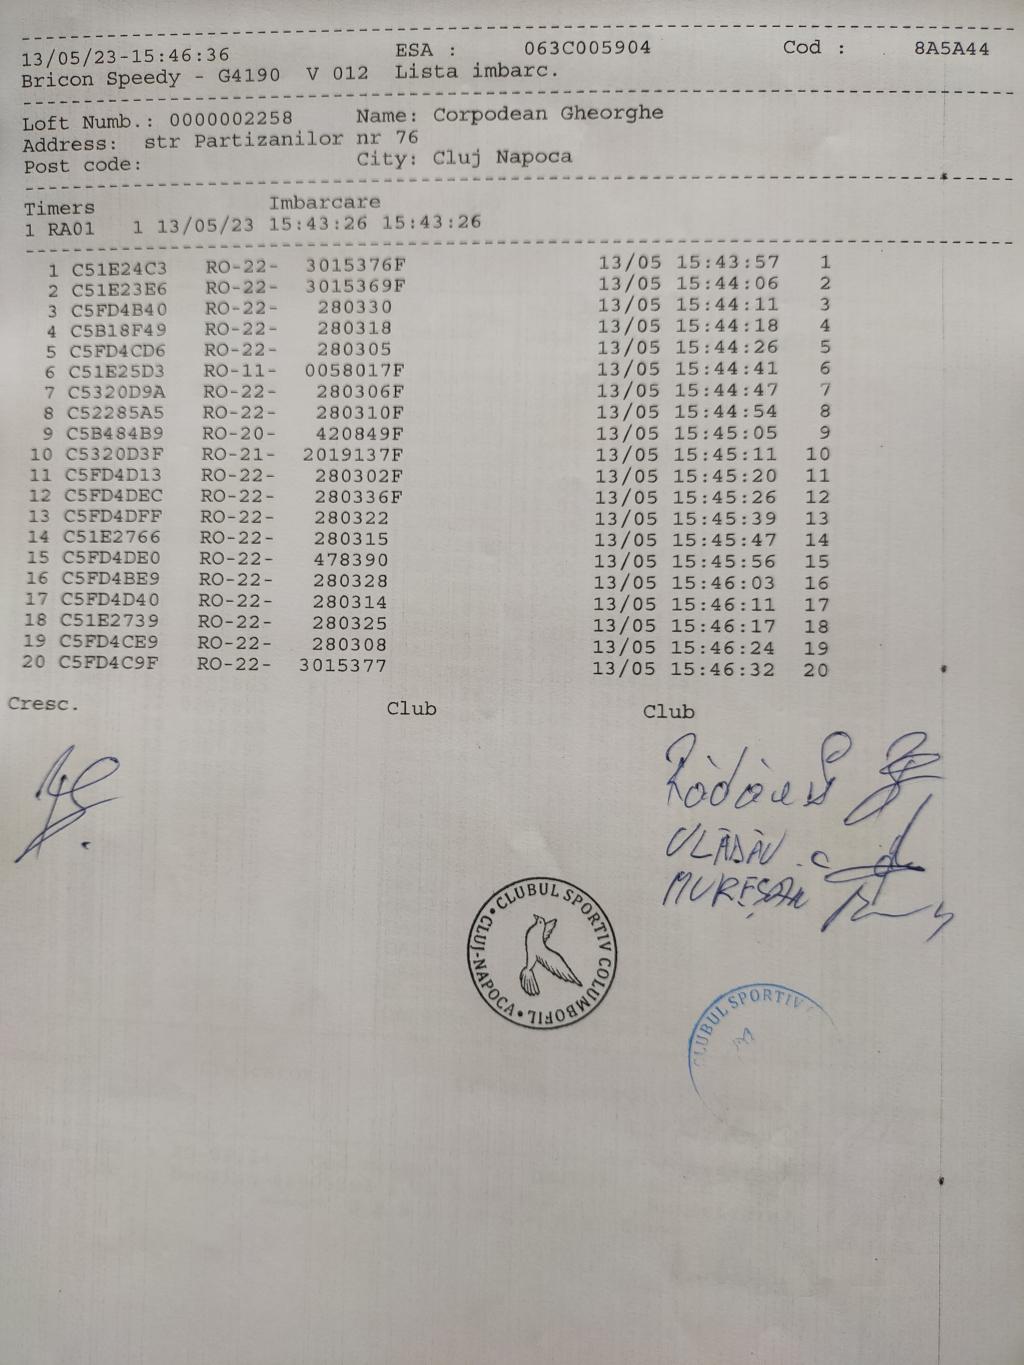 13/05/23-15:46:36 ESA : 063C005904 Cod : 8A5A44
Bricon Speedy - G4190 V 012 Lista imbarc.
Loft Numb.: 0000002258 Name: Corpodean Gheorghe
Address: str Partizanilor nr 76
Post code: City: Cluj Napoca
Timers Imbarcare
1 RA01 1 13/05/23 15:43:26 15:43:26
1 C51E24C3 RO-22- 3015376F 13/05 15:43:57 1
2 C51E23E6 RO-22- 3015369F 13/05 15:44:06 2
3 C5FD4B40 RO-22- 280330 13/05 15:44:11 3
4 C5B18F49 RO-22- 280318 13/05 15:44:18 4
5 C5FD4CD6 RO-22- 280305 13/05 15:44:26 5
6 C51E25D3 RO-11- 0058017F 13/05 15:44:41 6
7 C5320D9A RO-22- 280306F 13/05 15:44:47 7
8 C52285A5 RO-22- 280310F 13/05 15:44:54 8
9 C5B484B9 RO-20- 420849F 13/05 15:45:05 9
10 C5320D3F RO-21- 2019137F 13/05 15:45:11 10
11 C5FD4D13 RO-22- 280302F 13/05 15:45:20 11
12 C5FD4DEC RO-22- 280336F 13/05 15:45:26 12
13 C5FD4DFF RO-22- 280322 13/05 15:45:39 13
14 C51E2766 RO-22- 280315 13/05 15:45:47 14
15 C5FD4DE0 RO-22- 478390 13/05 15:45:56 15
16 C5FD4BE9 RO-22- 280328 13/05 15:46:03 16
17 C5FD4D40 RO-22- 280314 13/05 15:46:11 17
18 C51E2739 RO-22- 280325 13/05 15:46:17 18
19 C5FD4CE9 RO-22- 280308 13/05 15:46:24 19
20 C5FD4C9F RO-22- 3015377 13/05 15:46:32 20
Cresc. Club Club
VLĂDĂU
MUREȘAN
CLUBUL SPORTIV COLUMBOFIL • CLUJ-NAPOCA •
CLUBUL SPORTIV